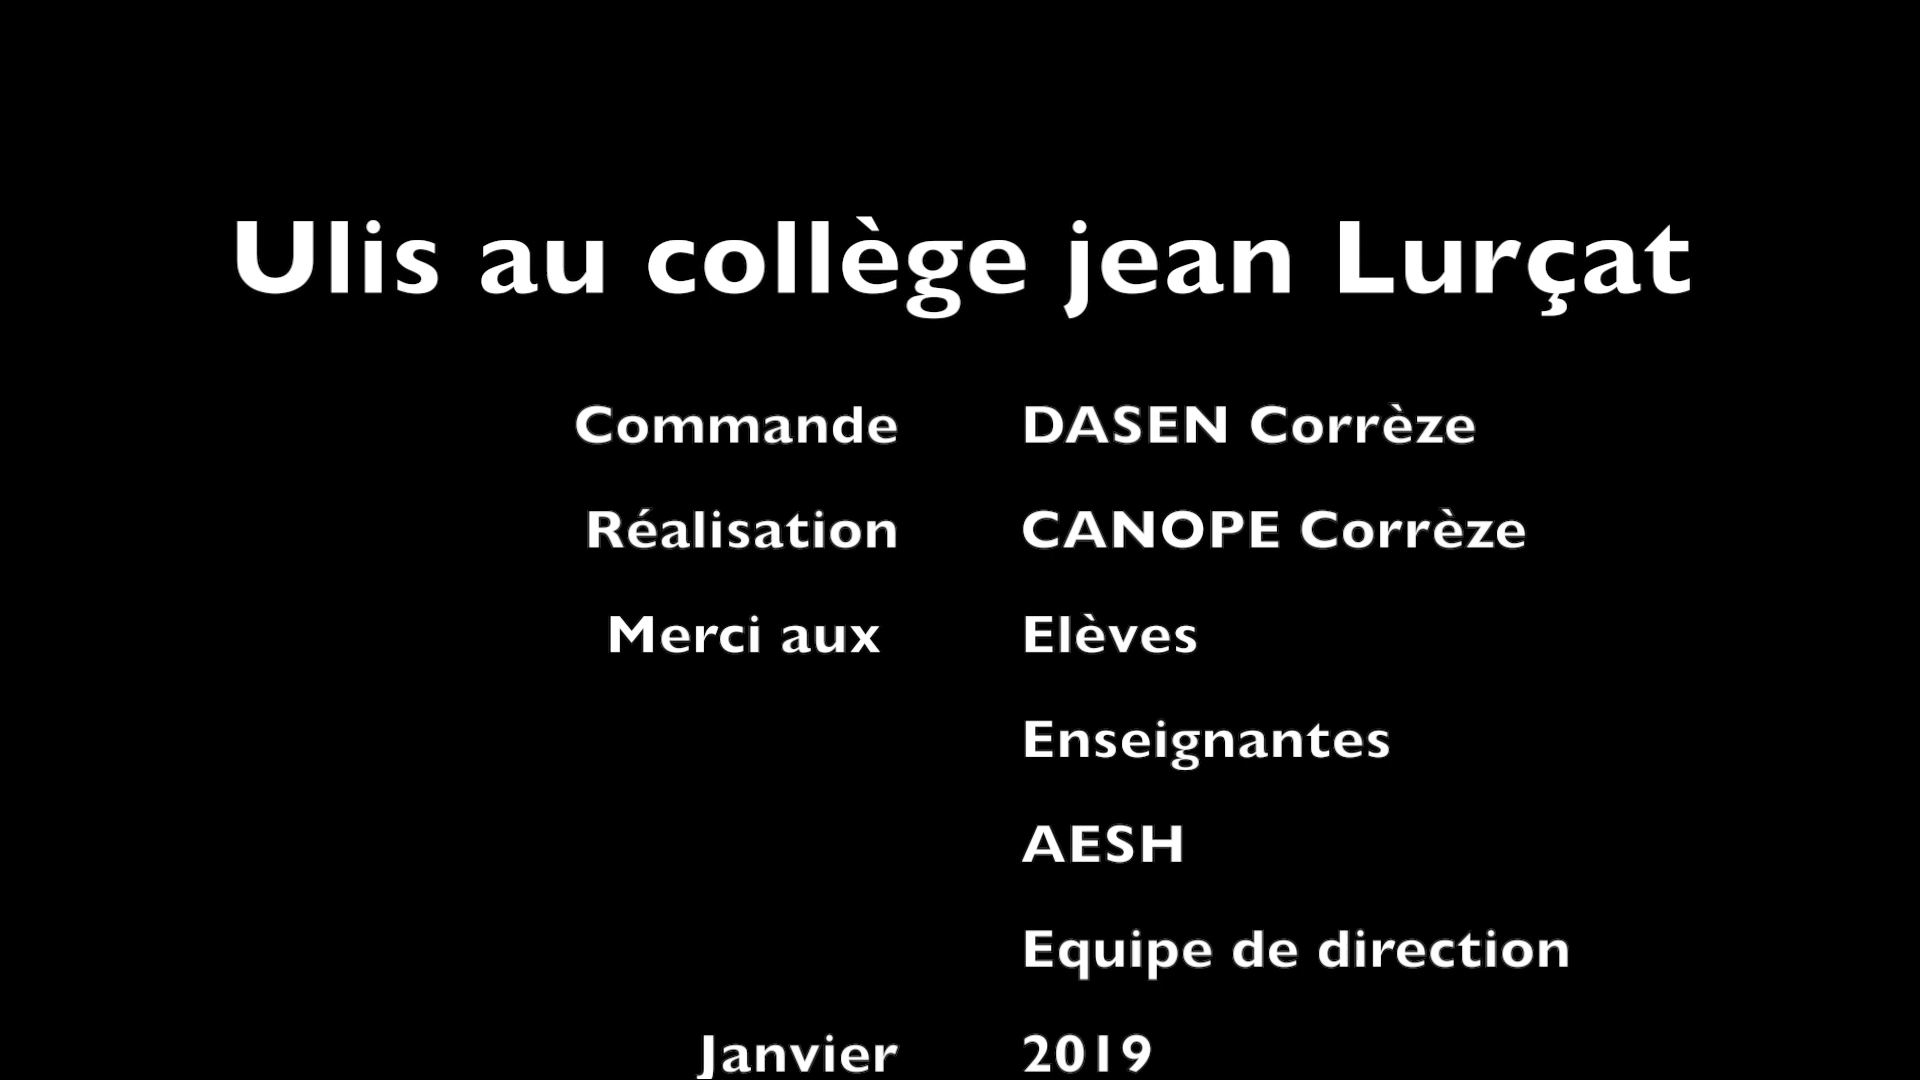 Ulis au collège jean Lurçat
Commande DASEN Corrèze
Réalisation CANOPE Corrèze
Merci aux Elèves
Enseignantes
AESH
Equipe de direction
Janvier 2019